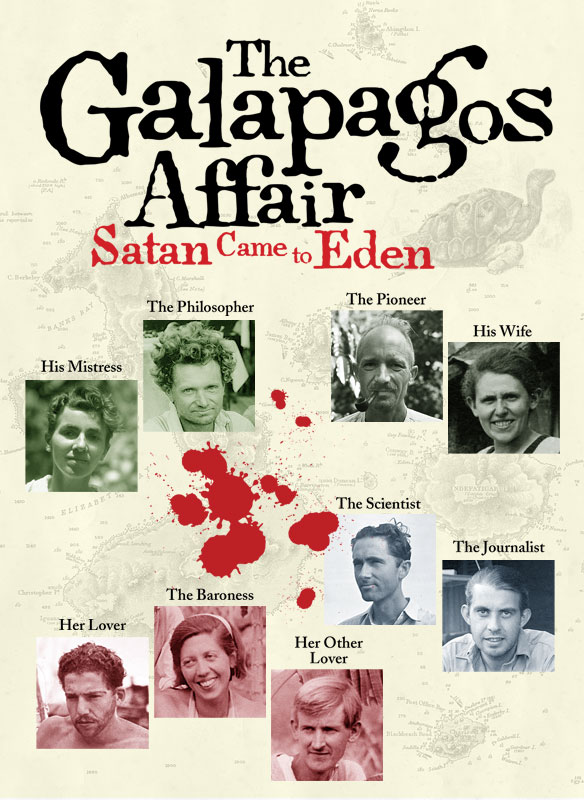 The
Galapagos
Affair
Satan Came to Eden
The Philosopher
The Pioneer
His Wife
His Mistress
The Scientist
The Journalist
The Baroness
Her Lover
Her Other
Lover